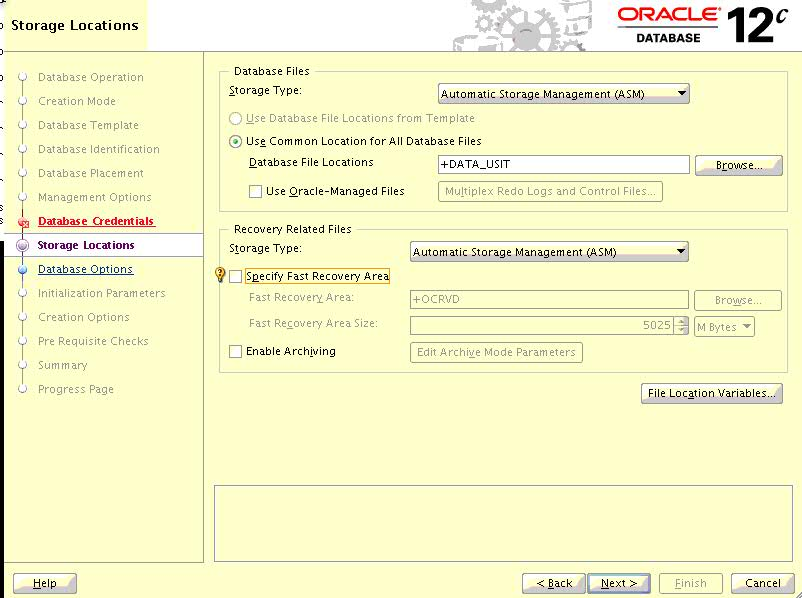 Storage Locations
ORACLE
DATABASE
12c
Database Operation
Creation Mode
Database Template
Database Identification
Database Placement
Management Options
Database Credentials
Storage Locations
Database Options
Initialization Parameters
Creation Options
Pre Requisite Checks
Summary
Progress Page
Database Files
Storage Type: Automatic Storage Management (ASM)
Use Database File Locations from Template
Use Common Location for All Database Files
Database File Locations +DATA_USIT Browse...
Use Oracle-Managed Files Multiplex Redo Logs and Control Files...
Recovery Related Files
Storage Type: Automatic Storage Management (ASM)
Specify Fast Recovery Area
Fast Recovery Area: +OCRVD Browse...
Fast Recovery Area Size: 5025 M Bytes
Enable Archiving Edit Archive Mode Parameters
File Location Variables...
Help < Back Next > Finish Cancel